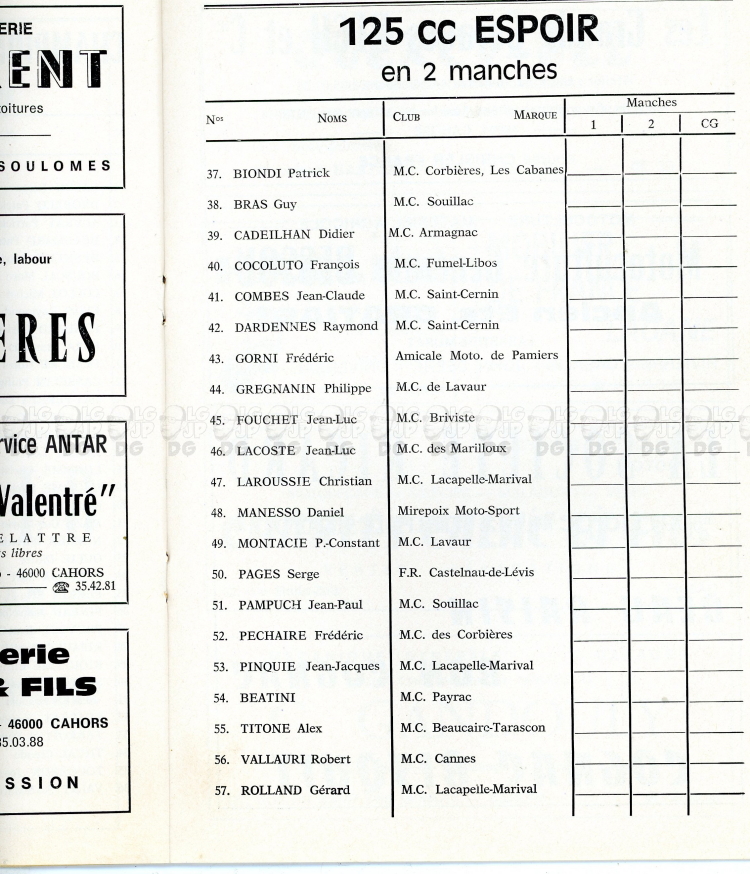 ERIE
ENT
toitures
SOULOMES
e, labour
ÈRES
rvice ANTAR
Valentré"
ELATTRE
s libres
- 46000 CAHORS
35.42.81
erie
& FILS
- 46000 CAHORS
35.03.88
SSION
125 cc ESPOIR
en 2 manches
Nos NOMS CLUB MARQUE Manches
1 2 CG
37. BIONDI Patrick M.C. Corbières, Les Cabanes
38. BRAS Guy M.C. Souillac
39. CADEILHAN Didier M.C. Armagnac
40. COCOLUTO François M.C. Fumel-Libos
41. COMBES Jean-Claude M.C. Saint-Cernin
42. DARDENNES Raymond M.C. Saint-Cernin
43. GORNI Frédéric Amicale Moto. de Pamiers
44. GREGNANIN Philippe M.C. de Lavaur
45. FOUCHET Jean-Luc M.C. Briviste
46. LACOSTE Jean-Luc M.C. des Marilloux
47. LAROUSSIE Christian M.C. Lacapelle-Marival
48. MANESSO Daniel Mirepoix Moto-Sport
49. MONTACIE P.-Constant M.C. Lavaur
50. PAGES Serge F.R. Castelnau-de-Lévis
51. PAMPUCH Jean-Paul M.C. Souillac
52. PECHAIRE Frédéric M.C. des Corbières
53. PINQUIE Jean-Jacques M.C. Lacapelle-Marival
54. BEATINI M.C. Payrac
55. TITONE Alex M.C. Beaucaire-Tarascon
56. VALLAURI Robert M.C. Cannes
57. ROLLAND Gérard M.C. Lacapelle-Marival